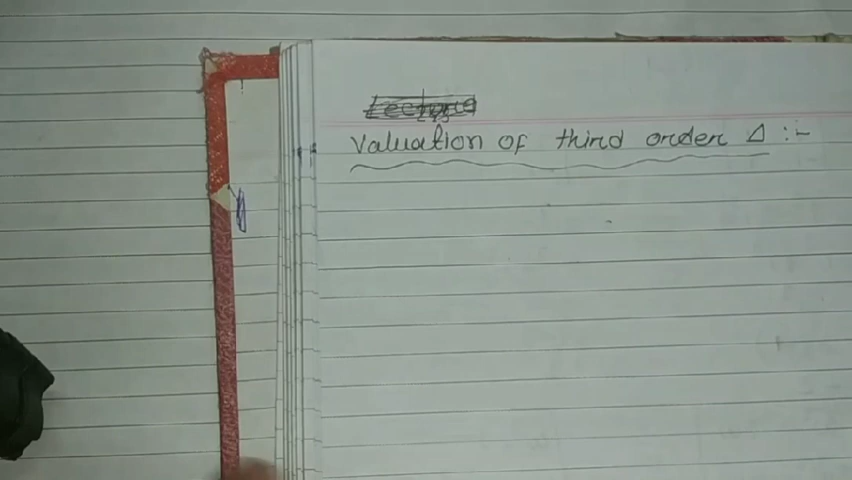 Valuation of third order Δ :-